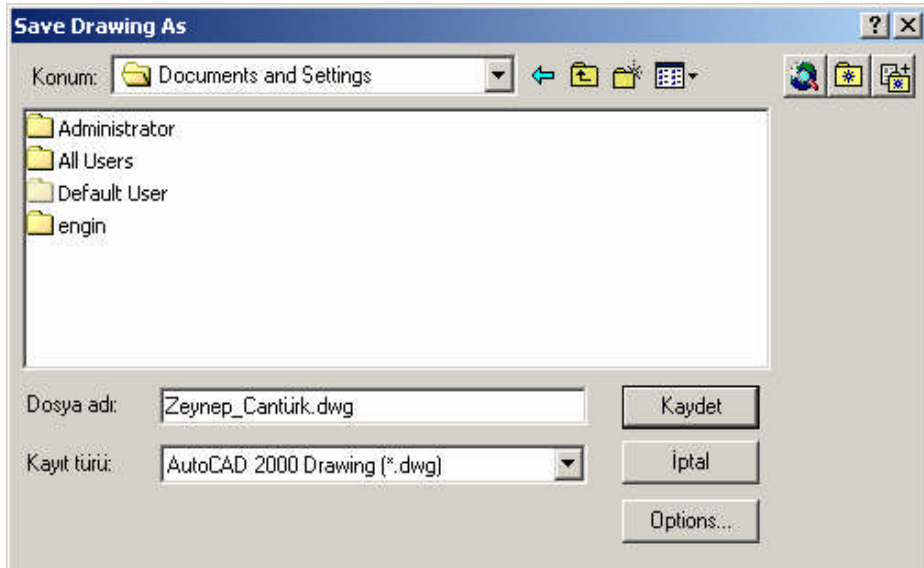 Save Drawing As
Konum: Documents and Settings
Administrator
All Users
Default User
engin
Dosya adı: Zeynep_Cantürk.dwg Kaydet
Kayıt türü: AutoCAD 2000 Drawing (*.dwg) İptal
Options...